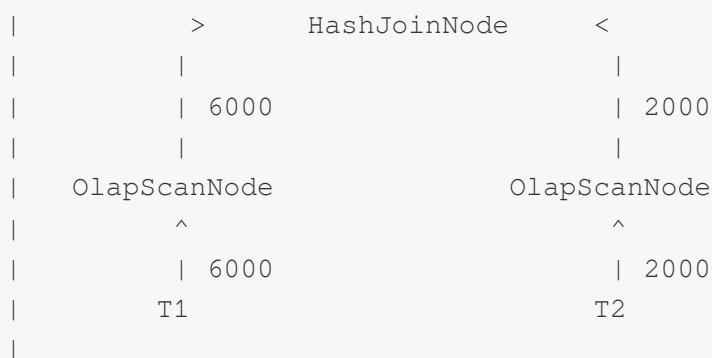 |          >      HashJoinNode     <
|         |                         |
|         | 6000                    | 2000
|         |                         |
|   OlapScanNode              OlapScanNode
|         ^                         ^
|         | 6000                    | 2000
|        T1                        T2
|